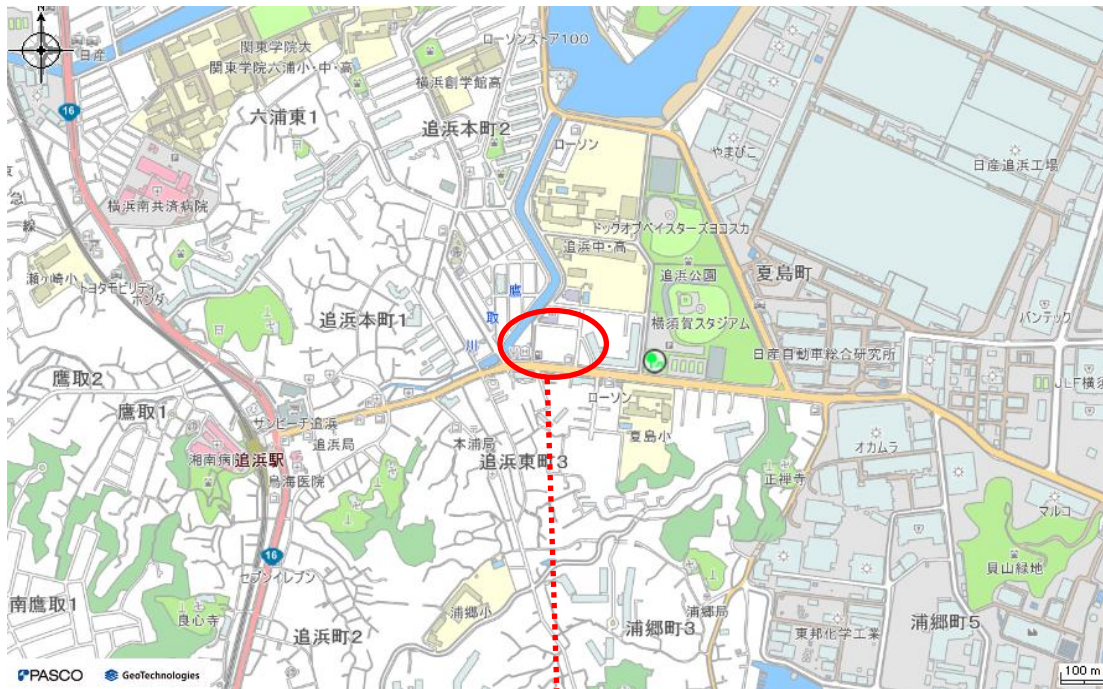 N
日産
16
関東学院大
関東学院六浦小・中・高
ローソンストア100
横浜創学館高
六浦東1
追浜本町2
ローソン
やまびこ
日産追浜工場
横浜南共済病院
ドックオブベイスターズヨコスカ
追浜中・高
追浜公園
夏島町
線
瀬ケ崎小
トヨタモビリティ
ホンダ
追浜本町1
鷹
取
川
横須賀スタジアム
バンテック
日産自動車総合研究所
鷹取2
鷹取1
サンビーチ追浜
追浜局
本浦局
ローソン
夏島小
オカムラ
湘南病
追浜駅
鳥海医院
追浜東町3
正禅寺
マルコ
16
セブンイレブン
貝山緑地
南鷹取1
良心寺
浦郷小
浦郷局
追浜町2
浦郷町3
東邦化学工業
浦郷町5
PASCO
GeoTechnologies
100 m